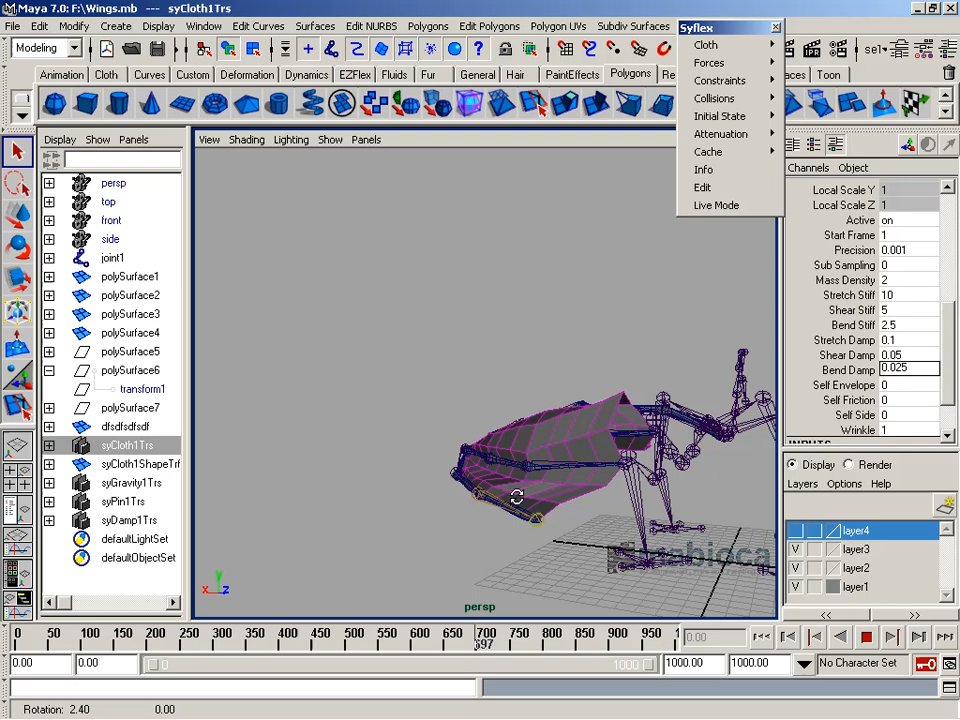 Maya 7.0: F:\Wings.mb --- syCloth1Trs
File Edit Modify Create Display Window Edit Curves Surfaces Edit NURBS Polygons Edit Polygons Polygon UVs Subdiv Surfaces
Syflex
Modeling
sel
Animation Cloth Curves Custom Deformation Dynamics EZFlex Fluids Fur General Hair PaintEffects Polygons Re
aces Toon
Cloth
Forces
Constraints
Collisions
Initial State
Attenuation
Cache
Info
Edit
Live Mode
Display Show Panels
persp
top
front
side
joint1
polySurface1
polySurface2
polySurface3
polySurface4
polySurface5
polySurface6
transform1
polySurface7
dfsdfsdfdf
syCloth1Trs
syCloth1ShapeTrf
syGravity1Trs
syPin1Trs
syDamp1Trs
defaultLightSet
defaultObjectSet
View Shading Lighting Show Panels
y
x z
persp
mabioca
Channels Object
Local Scale Y 1
Local Scale Z 1
Active on
Start Frame 1
Precision 0.001
Sub Sampling 0
Mass Density 2
Stretch Stiff 10
Shear Stiff 5
Bend Stiff 2.5
Stretch Damp 0.1
Shear Damp 0.05
Bend Damp 0.025
Self Envelope 0
Self Friction 0
Self Side 0
Wrinkle 1
INPUTS
Display Render
Layers Options Help
layer4
V layer3
V layer2
V layer1
0 50 100 150 200 250 300 350 400 450 500 550 600 650 700 750 800 850 900 950
697
0.00
0.00 0.00 0 1000 1000.00 1000.00 No Character Set
Rotation: 2.40 0.00